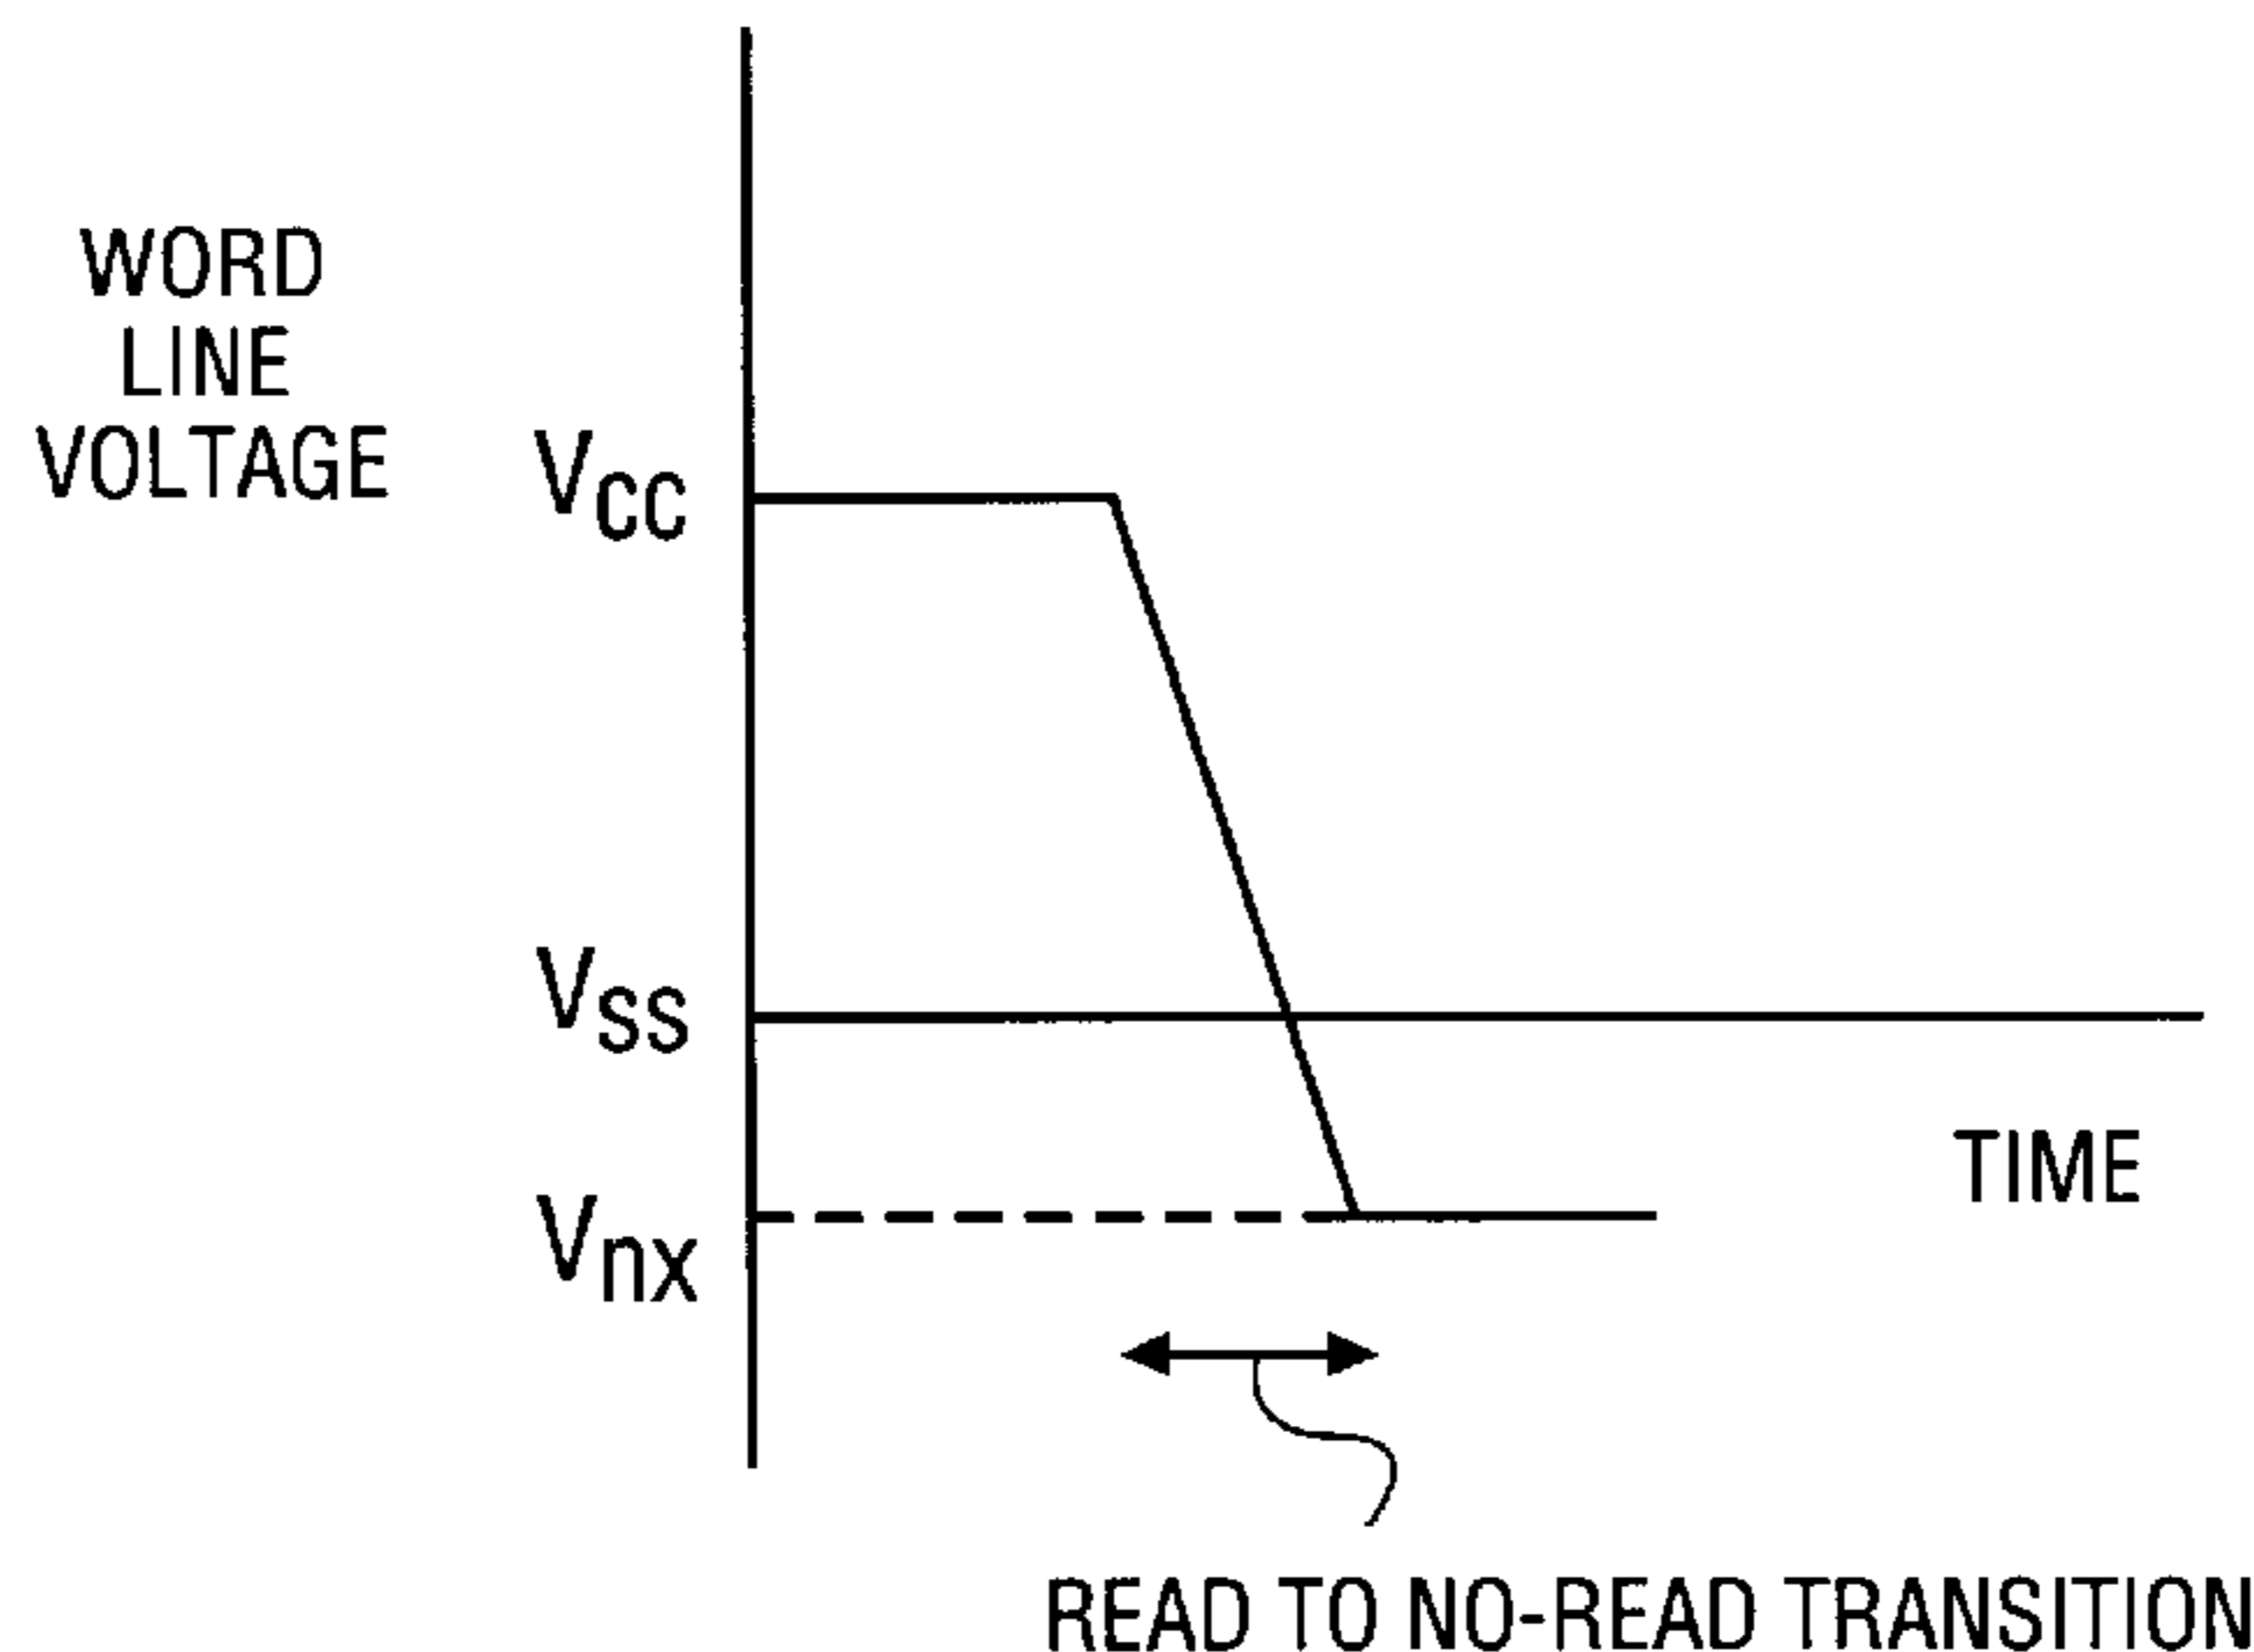 WORD
LINE
VOLTAGE
Vcc
Vss
Vnx
TIME
READ TO NO-READ TRANSITION